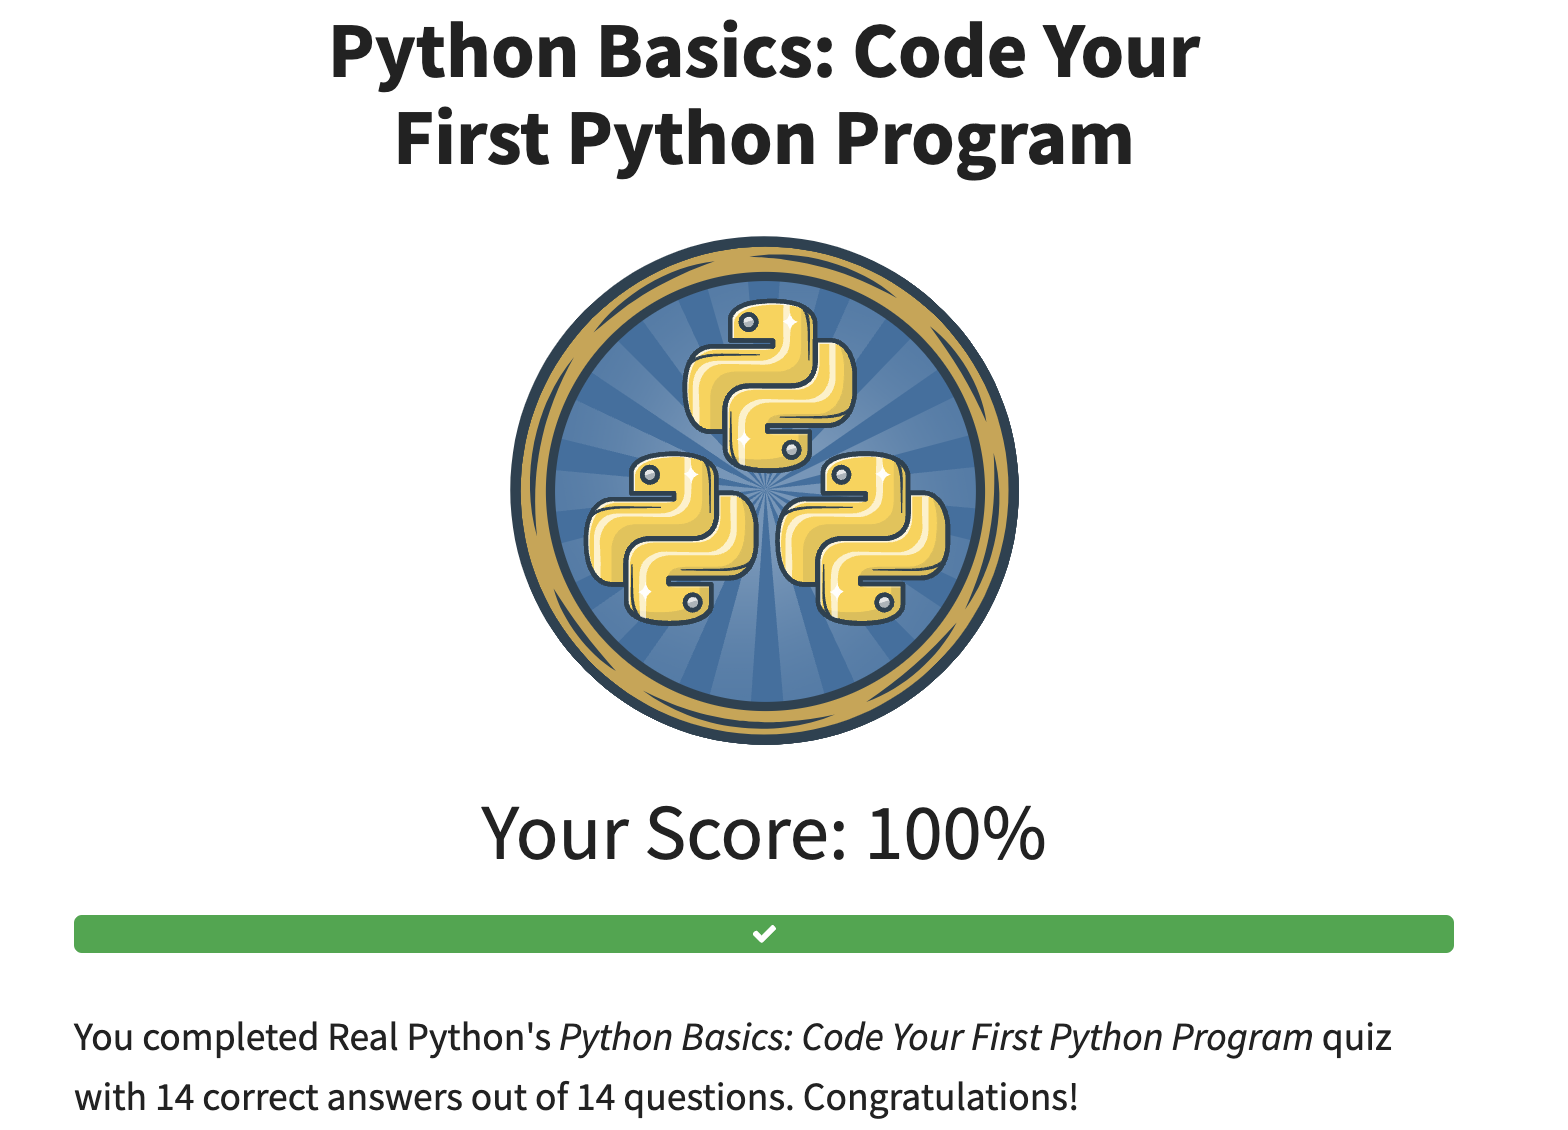 Python Basics: Code Your
First Python Program
Your Score: 100%
You completed Real Python's Python Basics: Code Your First Python Program quiz
with 14 correct answers out of 14 questions. Congratulations!